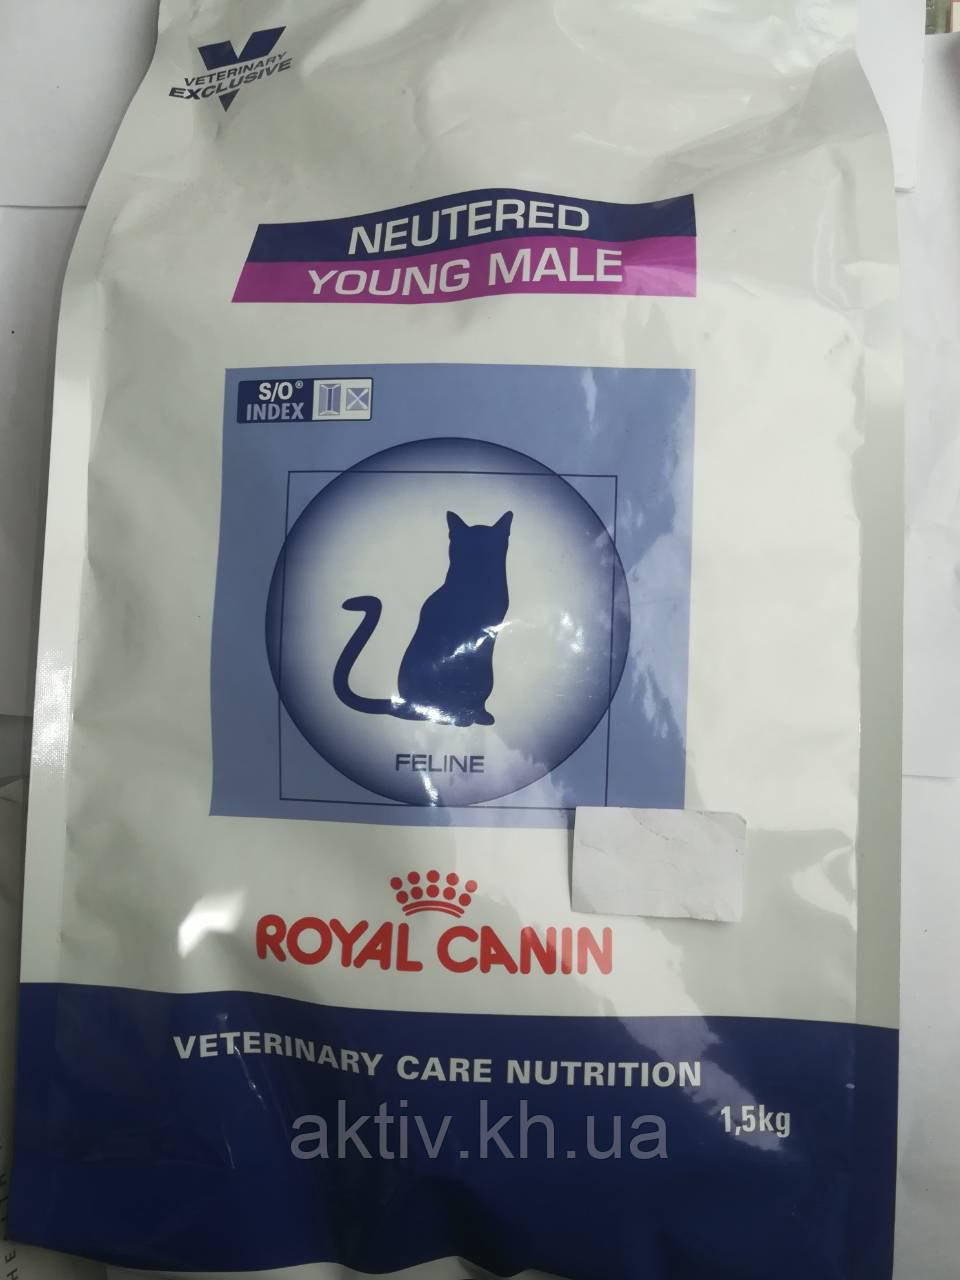 VETERINARY
EXCLUSIVE
NEUTERED
YOUNG MALE
S/O®
INDEX
FELINE
ROYAL CANIN
VETERINARY CARE NUTRITION
1,5kg
aktiv.kh.ua